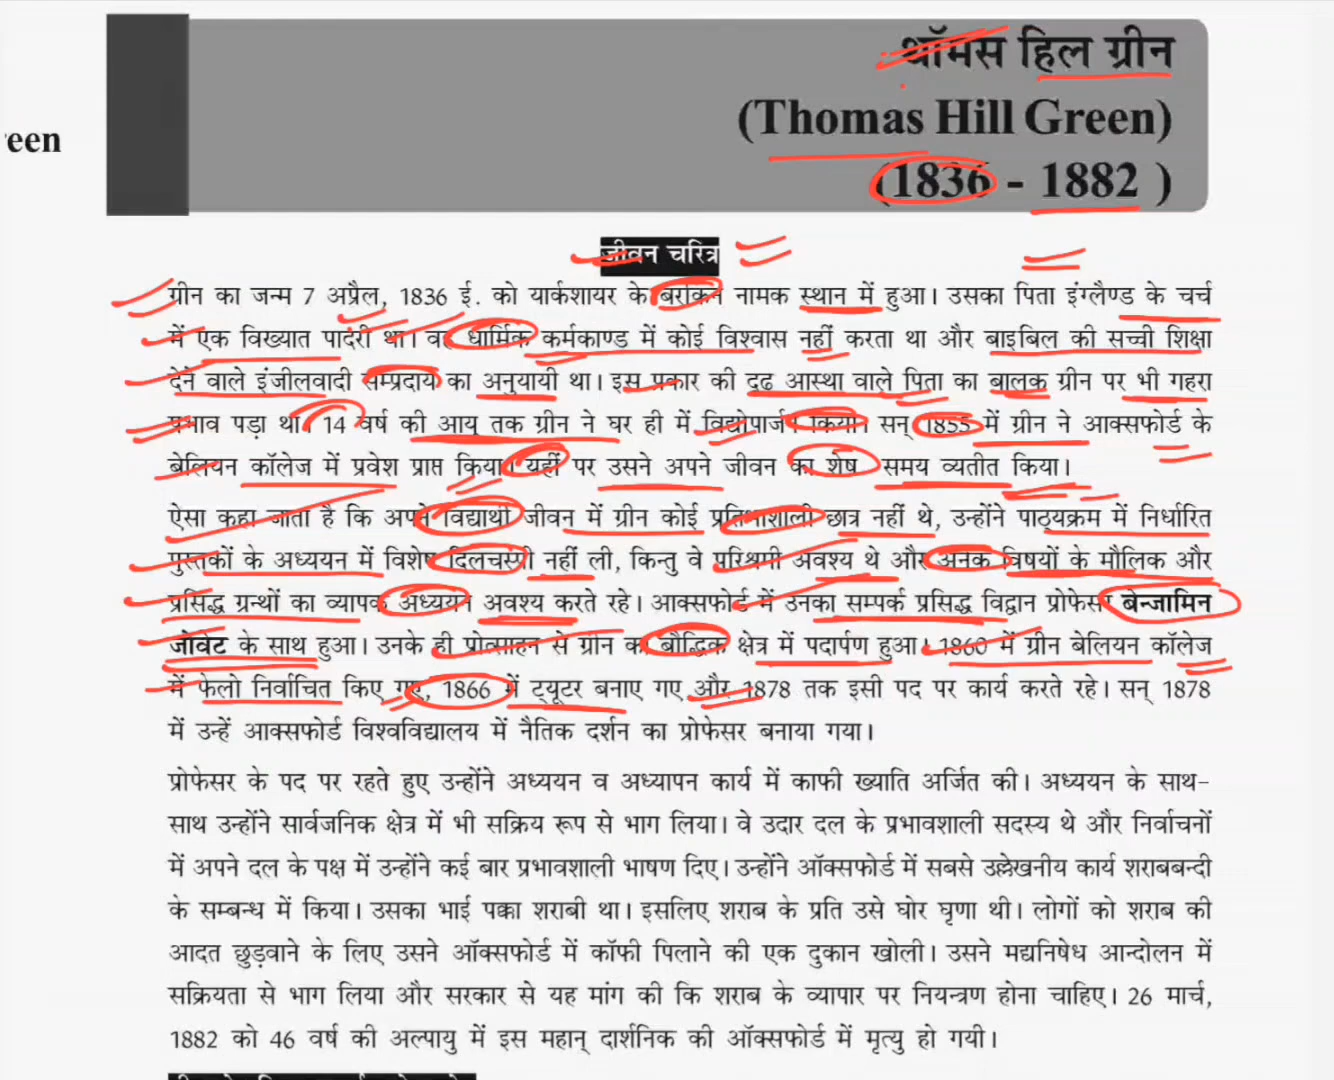 थॉमस हिल ग्रीन
(Thomas Hill Green)
een
(1836 - 1882 )
जीवन चरित्र
ग्रीन का जन्म 7 अप्रैल, 1836 ई. को यार्कशायर के बरकिन नामक स्थान में हुआ। उसका पिता इंग्लैण्ड के चर्च
में एक विख्यात पादरी था। वह धार्मिक कर्मकाण्ड में कोई विश्वास नहीं करता था और बाइबिल की सच्ची शिक्षा
देने वाले इंजीलवादी सम्प्रदाय का अनुयायी था। इस प्रकार की दृढ आस्था वाले पिता का बालक ग्रीन पर भी गहरा
प्रभाव पड़ा था। 14 वर्ष की आयु तक ग्रीन ने घर ही में विद्योपार्जन किया। सन् 1855 में ग्रीन ने आक्सफोर्ड के
बेलियन कॉलेज में प्रवेश प्राप्त किया। यहीं पर उसने अपने जीवन का शेष समय व्यतीत किया।
ऐसा कहा जाता है कि अपने विद्यार्थी जीवन में ग्रीन कोई प्रतिभाशाली छात्र नहीं थे, उन्होंने पाठ्यक्रम में निर्धारित
पुस्तकों के अध्ययन में विशेष दिलचस्पी नहीं ली, किन्तु वे परिश्रमी अवश्य थे और अनेक विषयों के मौलिक और
प्रसिद्ध ग्रन्थों का व्यापक अध्ययन अवश्य करते रहे। आक्सफोर्ड में उनका सम्पर्क प्रसिद्ध विद्वान प्रोफेसर बेन्जामिन
जोवेट के साथ हुआ। उनके ही प्रोत्साहन से ग्रीन का बौद्धिक क्षेत्र में पदार्पण हुआ। 1860 में ग्रीन बेलियन कॉलेज
में फेलो निर्वाचित किए गए, 1866 में ट्यूटर बनाए गए और 1878 तक इसी पद पर कार्य करते रहे। सन् 1878
में उन्हें आक्सफोर्ड विश्वविद्यालय में नैतिक दर्शन का प्रोफेसर बनाया गया।
प्रोफेसर के पद पर रहते हुए उन्होंने अध्ययन व अध्यापन कार्य में काफी ख्याति अर्जित की। अध्ययन के साथ-
साथ उन्होंने सार्वजनिक क्षेत्र में भी सक्रिय रूप से भाग लिया। वे उदार दल के प्रभावशाली सदस्य थे और निर्वाचनों
में अपने दल के पक्ष में उन्होंने कई बार प्रभावशाली भाषण दिए। उन्होंने ऑक्सफोर्ड में सबसे उल्लेखनीय कार्य शराबबन्दी
के सम्बन्ध में किया। उसका भाई पक्का शराबी था। इसलिए शराब के प्रति उसे घोर घृणा थी। लोगों को शराब की
आदत छुड़वाने के लिए उसने ऑक्सफोर्ड में कॉफी पिलाने की एक दुकान खोली। उसने मद्यनिषेध आन्दोलन में
सक्रियता से भाग लिया और सरकार से यह मांग की कि शराब के व्यापार पर नियन्त्रण होना चाहिए। 26 मार्च,
1882 को 46 वर्ष की अल्पायु में इस महान् दार्शनिक की ऑक्सफोर्ड में मृत्यु हो गयी।